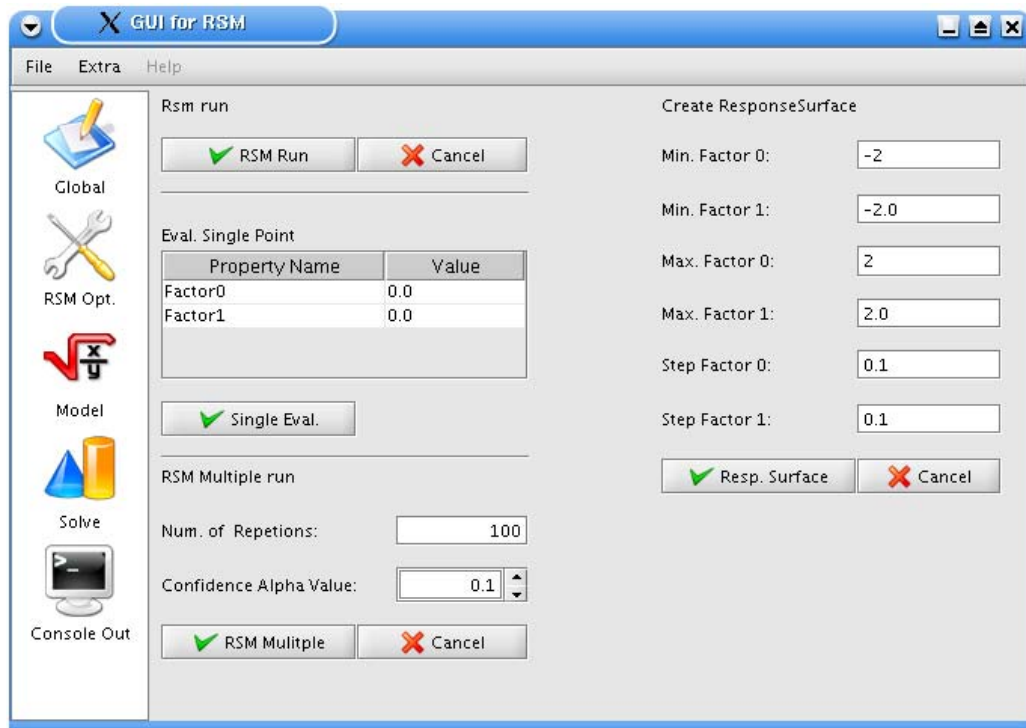 GUI for RSM
File Extra Help
Global
RSM Opt.
x
y
Model
Solve
>_
Console Out
Rsm run
RSM Run Cancel
Eval. Single Point
Property Name Value
Factor0 0.0
Factor1 0.0
Single Eval.
RSM Multiple run
Num. of Repetions: 100
Confidence Alpha Value: 0.1
RSM Mulitple Cancel
Create ResponseSurface
Min. Factor 0: -2
Min. Factor 1: -2.0
Max. Factor 0: 2
Max. Factor 1: 2.0
Step Factor 0: 0.1
Step Factor 1: 0.1
Resp. Surface Cancel